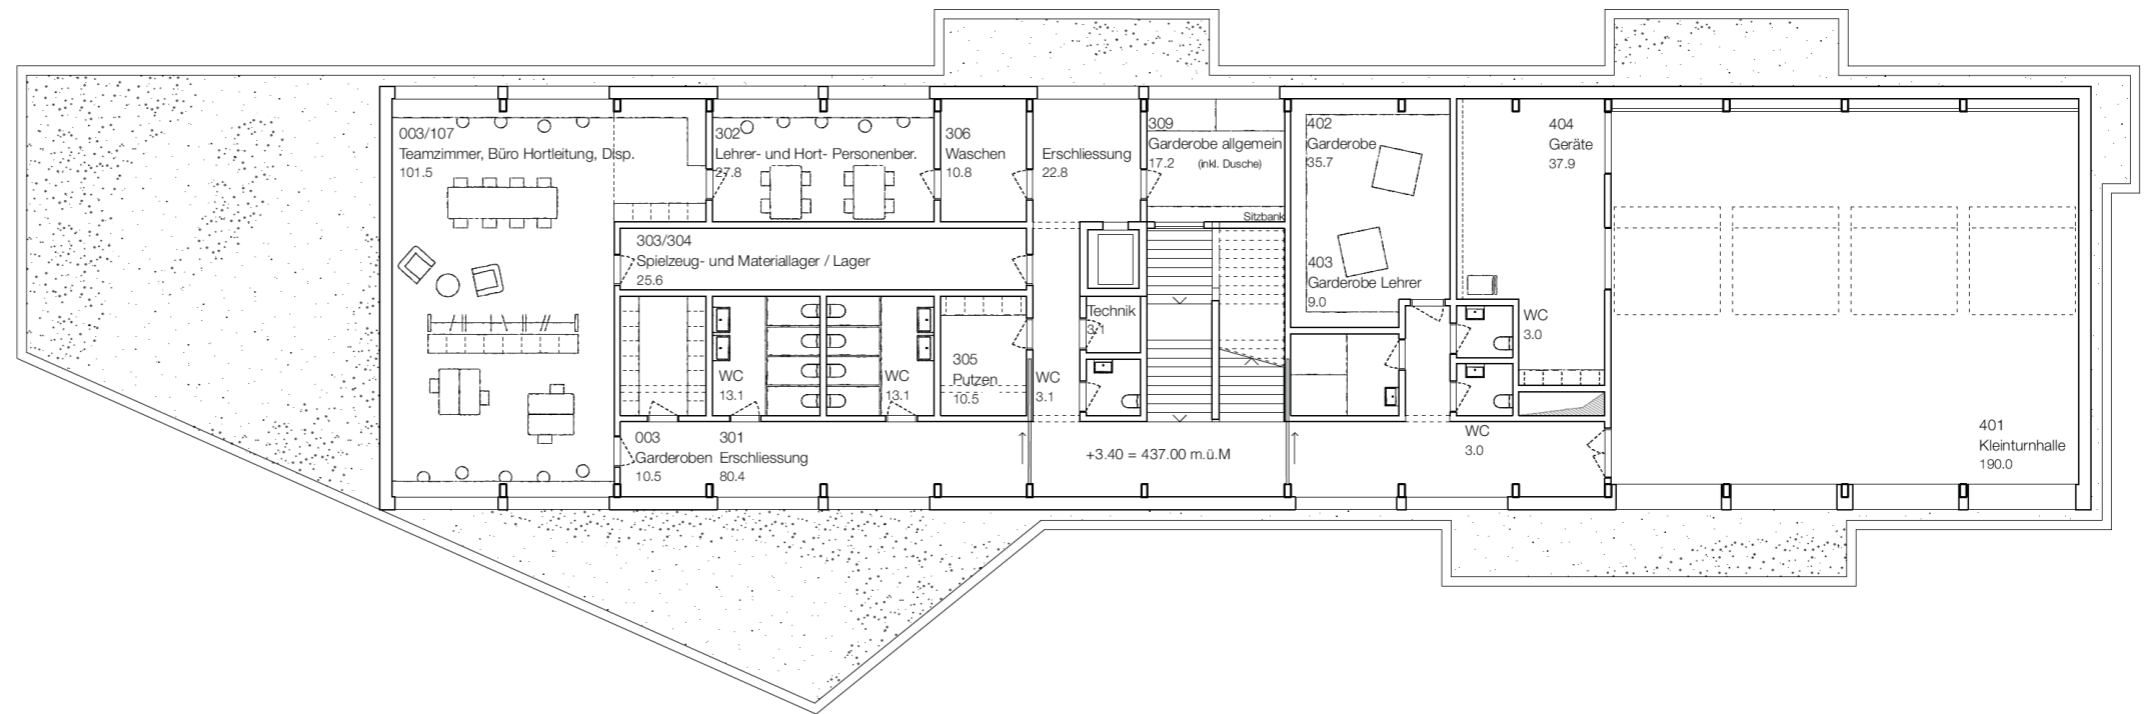 003/107
Teamzimmer, Büro Hortleitung, Disp.
101.5
302
Lehrer- und Hort- Personenber.
27.8
306
Waschen
10.8
Erschliessung
22.8
309
Garderobe allgemein
17.2 (inkl. Dusche)
Sitzbank
402
Garderobe
35.7
404
Geräte
37.9
303/304
Spielzeug- und Materiallager / Lager
25.6
403
Garderobe Lehrer
9.0
Technik
3.1
WC
3.0
305
Putzen
10.5
WC
13.1
WC
13.1
WC
3.1
003
Garderoben
10.5
301
Erschliessung
80.4
+3.40 = 437.00 m.ü.M
WC
3.0
401
Kleinturnhalle
190.0